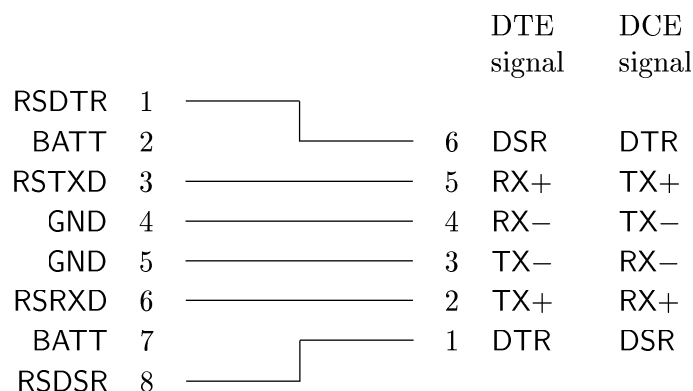 DTE DCE
signal signal
RSDTR 1
BATT 2 6 DSR DTR
RSTXD 3 5 RX+ TX+
GND 4 4 RX− TX−
GND 5 3 TX− RX−
RSRXD 6 2 TX+ RX+
BATT 7 1 DTR DSR
RSDSR 8